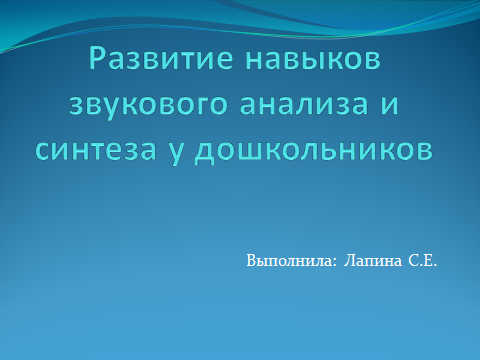 Развитие навыков
звукового анализа и
синтеза у дошкольников
Выполнила: Лапина С.Е.